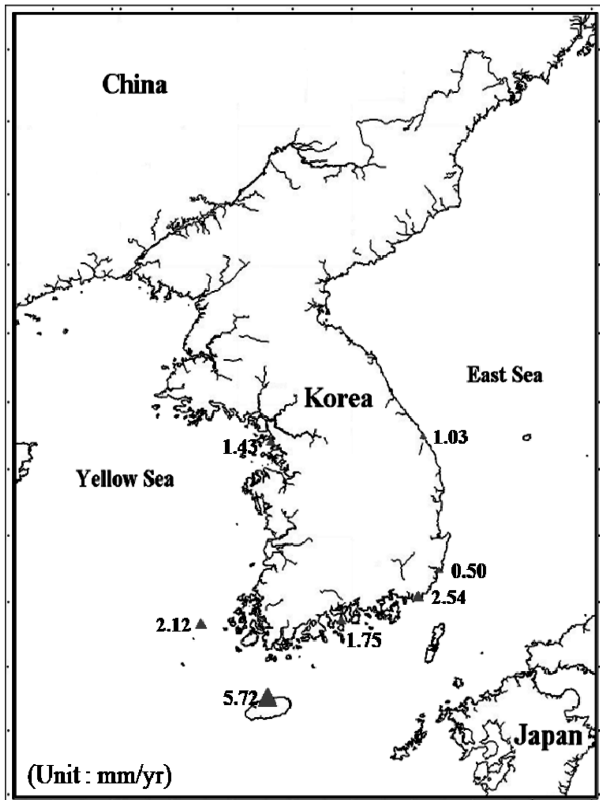 China
East Sea
Korea
1.43
1.03
Yellow Sea
0.50
2.54
2.12
1.75
5.72
Japan
(Unit : mm/yr)